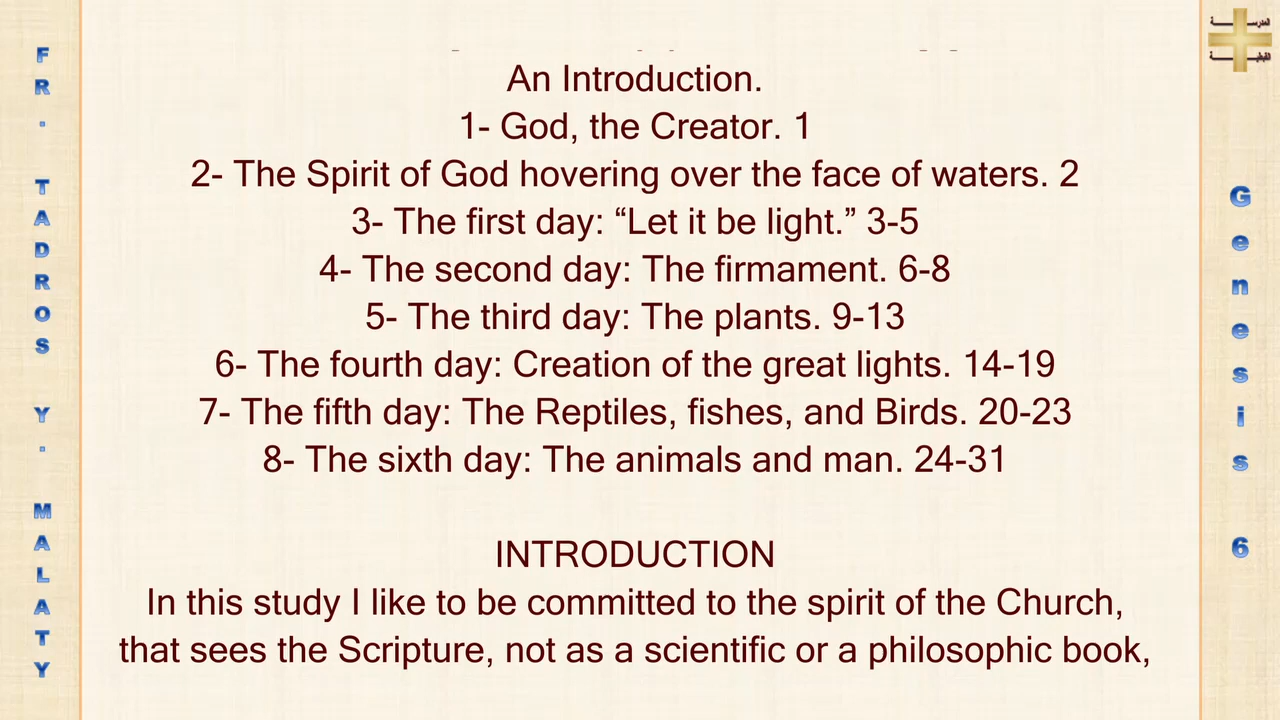 An Introduction.
1- God, the Creator. 1
2- The Spirit of God hovering over the face of waters. 2
3- The first day: “Let it be light.” 3-5
4- The second day: The firmament. 6-8
5- The third day: The plants. 9-13
6- The fourth day: Creation of the great lights. 14-19
7- The fifth day: The Reptiles, fishes, and Birds. 20-23
8- The sixth day: The animals and man. 24-31
INTRODUCTION
In this study I like to be committed to the spirit of the Church,
that sees the Scripture, not as a scientific or a philosophic book,
FR. TADROS Y. MALATY
Genesis 6
المدرسة
القبطية